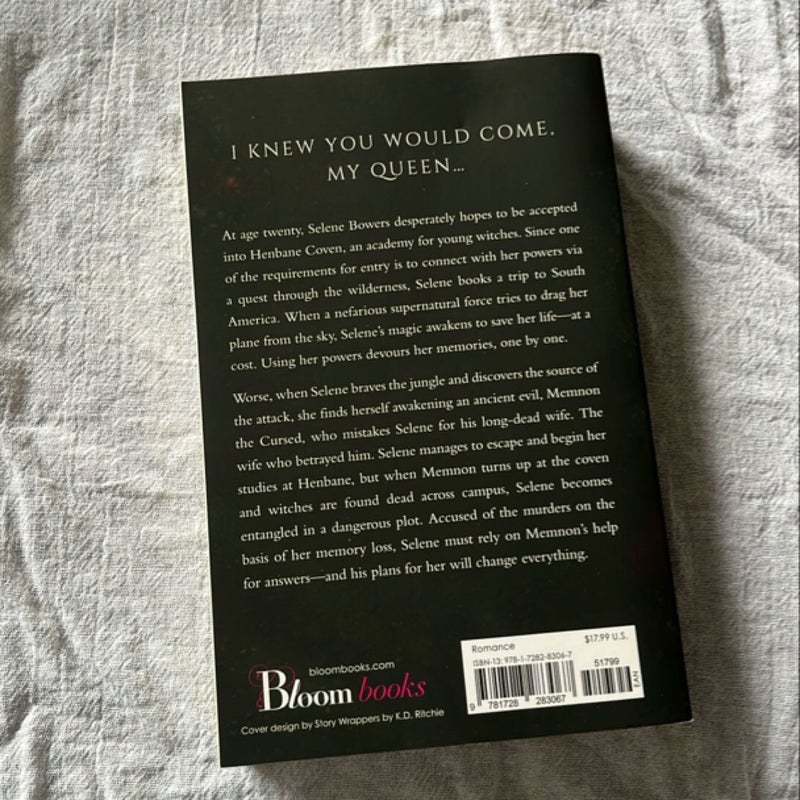 I KNEW YOU WOULD COME,
MY QUEEN...
At age twenty, Selene Bowers desperately hopes to be accepted
into Henbane Coven, an academy for young witches. Since one
of the requirements for entry is to connect with her powers via
a quest through the wilderness, Selene books a trip to South
America. When a nefarious supernatural force tries to drag her
plane from the sky, Selene's magic awakens to save her life—at a
cost. Using her powers devours her memories, one by one.
Worse, when Selene braves the jungle and discovers the source of
the attack, she finds herself awakening an ancient evil, Memnon
the Cursed, who mistakes Selene for his long-dead wife. The
wife who betrayed him. Selene manages to escape and begin her
studies at Henbane, but when Memnon turns up at the coven
and witches are found dead across campus, Selene becomes
entangled in a dangerous plot. Accused of the murders on the
basis of her memory loss, Selene must rely on Memnon's help
for answers—and his plans for her will change everything.
bloombooks.com
Bloom books
Cover design by Story Wrappers by K.D. Ritchie
Romance $17.99 U.S.
ISBN-13: 978-1-7282-8306-7
51799
EAN
9 781728 283067